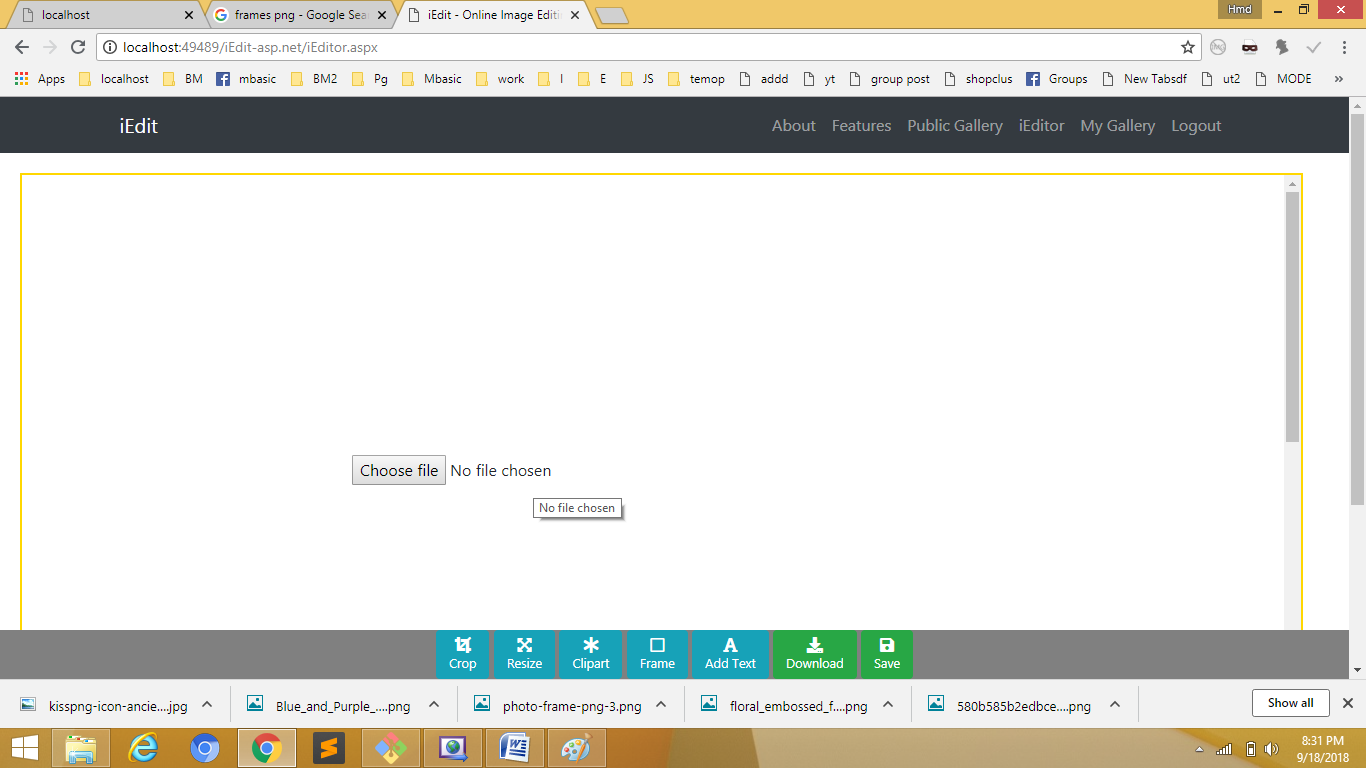 Hmd
localhost
frames png - Google Sea
iEdit - Online Image Editi
localhost:49489/iEdit-asp.net/iEditor.aspx
Apps localhost BM mbasic BM2 Pg Mbasic work I E JS temop addd yt group post shopclus Groups New Tabsdf ut2 MODE »
iEdit About Features Public Gallery iEditor My Gallery Logout
Choose file No file chosen
No file chosen
Crop Resize Clipart Frame Add Text Download Save
kisspng-icon-ancie....jpg Blue_and_Purple_....png photo-frame-png-3.png floral_embossed_f....png 580b585b2edbce....png Show all
8:31 PM
9/18/2018